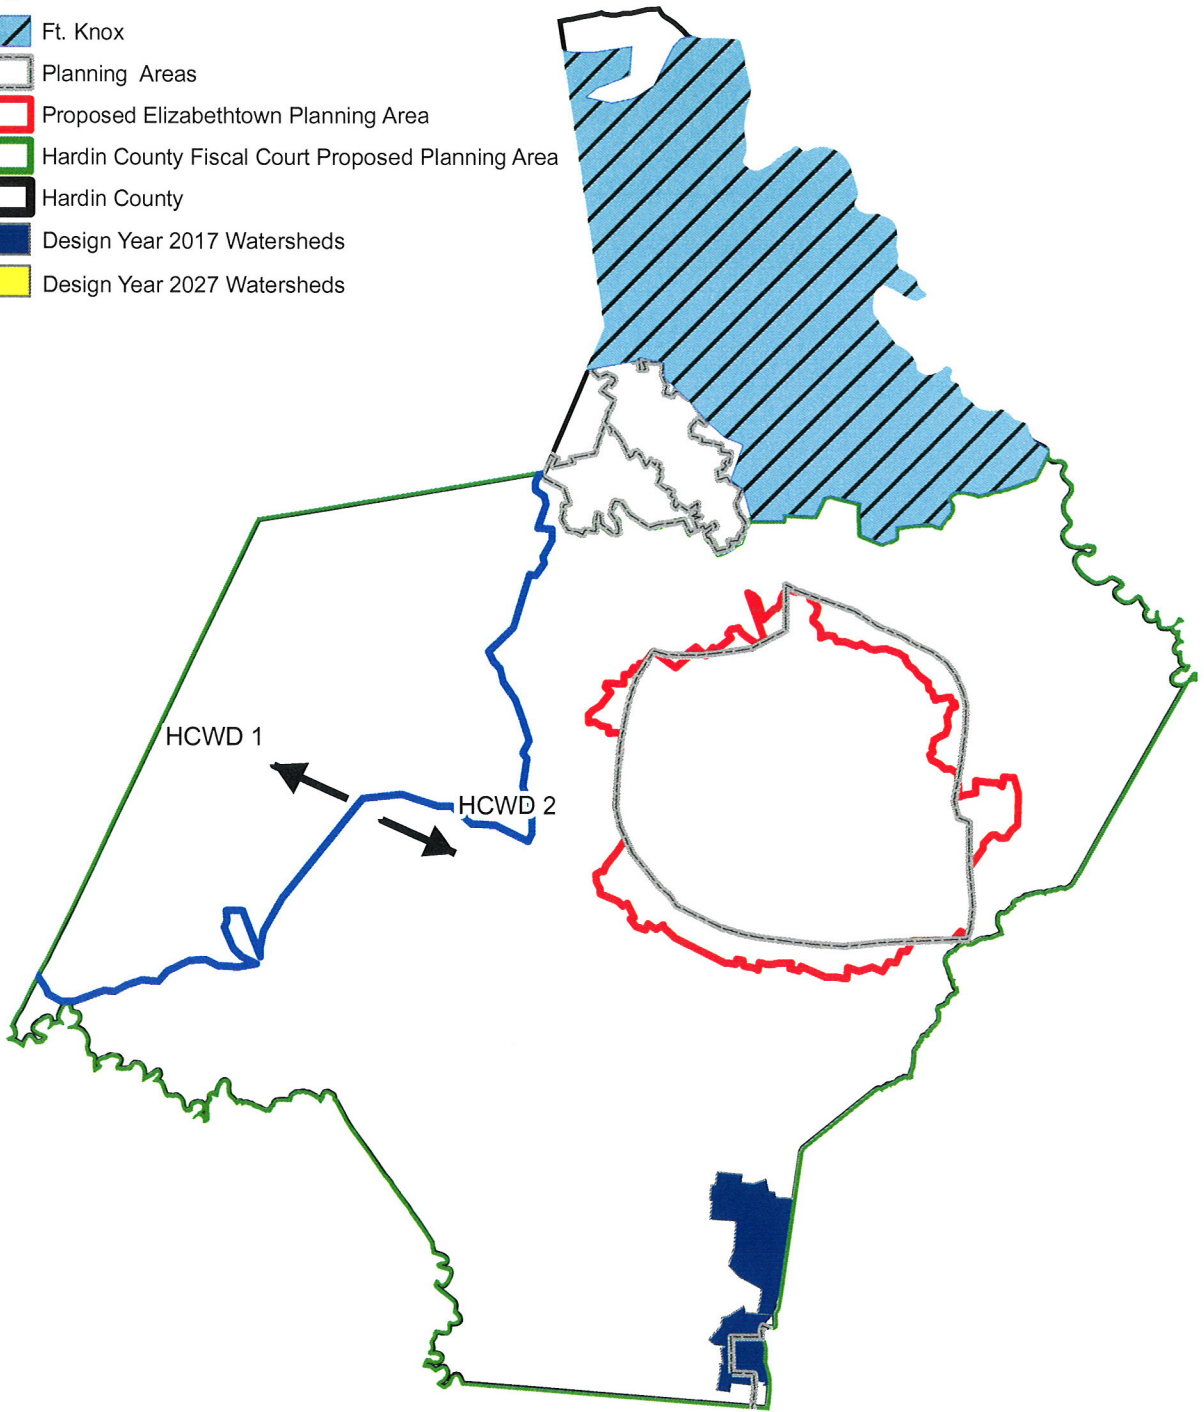 Ft. Knox
Planning Areas
Proposed Elizabethtown Planning Area
Hardin County Fiscal Court Proposed Planning Area
Hardin County
Design Year 2017 Watersheds
Design Year 2027 Watersheds
HCWD 1
HCWD 2